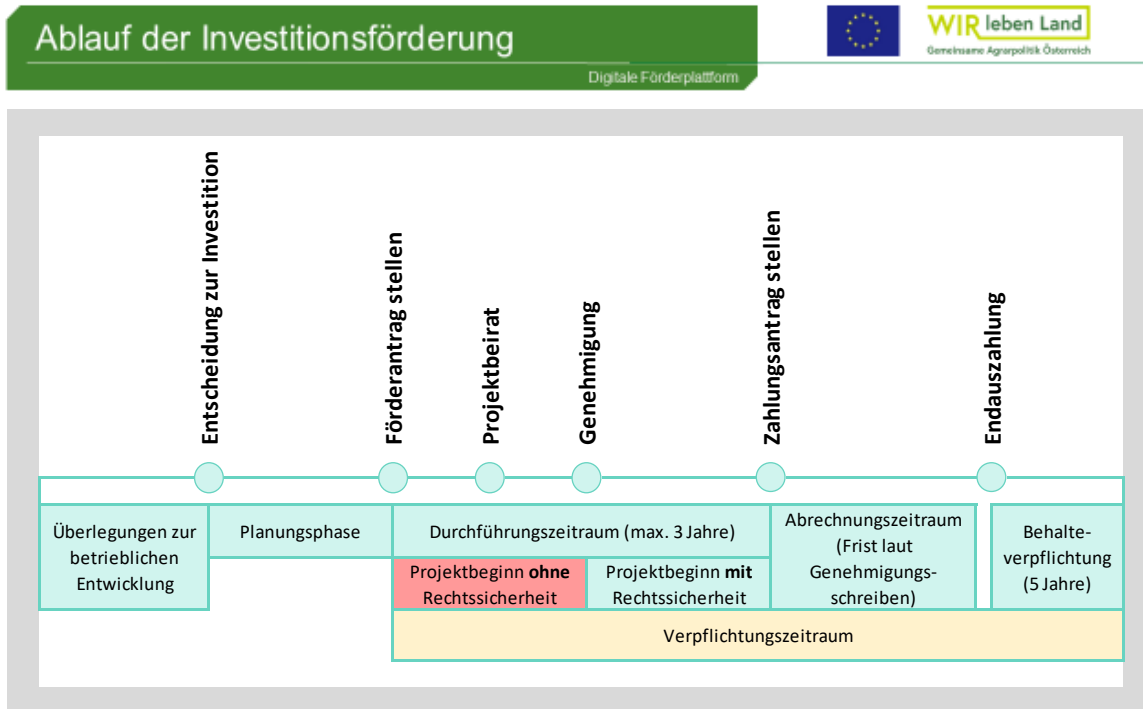 Ablauf der Investitionsförderung
Digitale Förderplattform
WIR leben Land
Gemeinsame Agrarpolitik Österreich
Entscheidung zur Investition
Förderantrag stellen
Projektbeirat
Genehmigung
Zahlungsantrag stellen
Endauszahlung
Überlegungen zur
betrieblichen
Entwicklung
Planungsphase
Durchführungszeitraum (max. 3 Jahre)
Projektbeginn ohne
Rechtssicherheit
Projektbeginn mit
Rechtssicherheit
Abrechnungszeitraum
(Frist laut
Genehmigungs-
schreiben)
Behalte-
verpflichtung
(5 Jahre)
Verpflichtungszeitraum